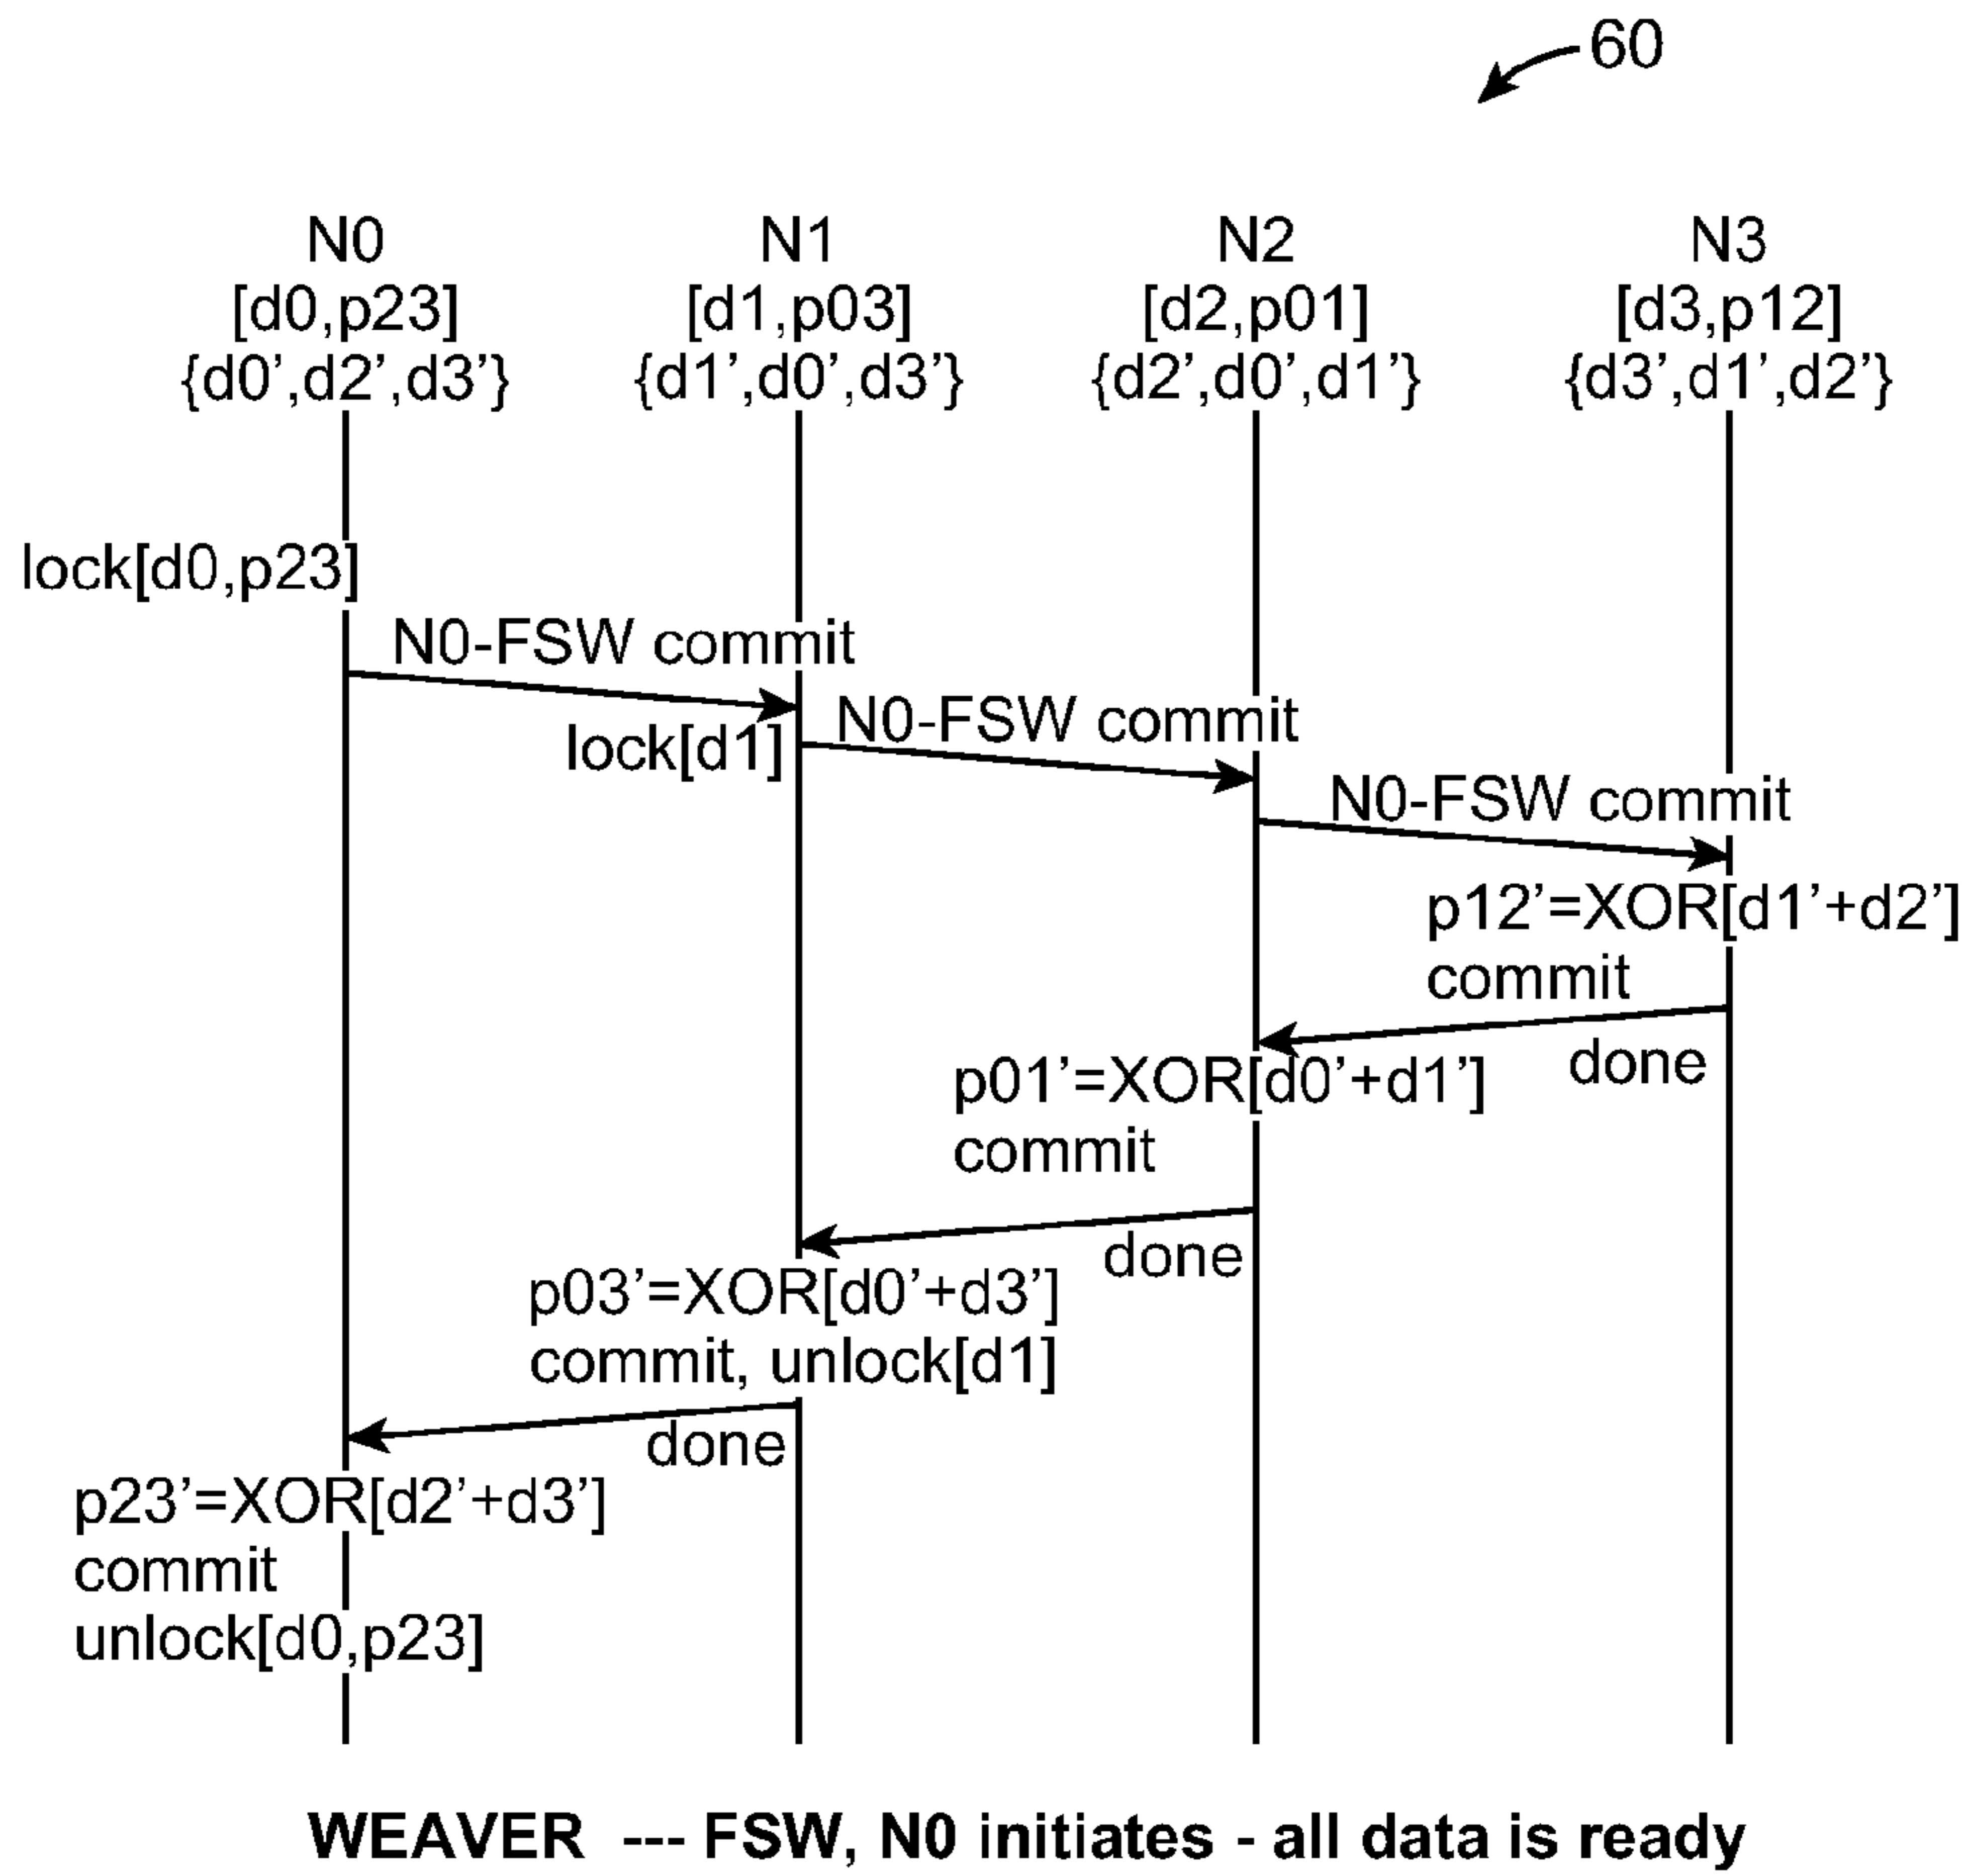 60
N0 N1 N2 N3
[d0,p23] [d1,p03] [d2,p01] [d3,p12]
{d0’,d2’,d3’} {d1’,d0’,d3’} {d2’,d0’,d1’} {d3’,d1’,d2’}
lock[d0,p23]
N0-FSW commit
lock[d1]
N0-FSW commit
N0-FSW commit
p12’=XOR[d1’+d2’]
commit
done
p01’=XOR[d0’+d1’]
commit
done
p03’=XOR[d0’+d3’]
commit, unlock[d1]
done
p23’=XOR[d2’+d3’]
commit
unlock[d0,p23]
WEAVER --- FSW, N0 initiates - all data is ready